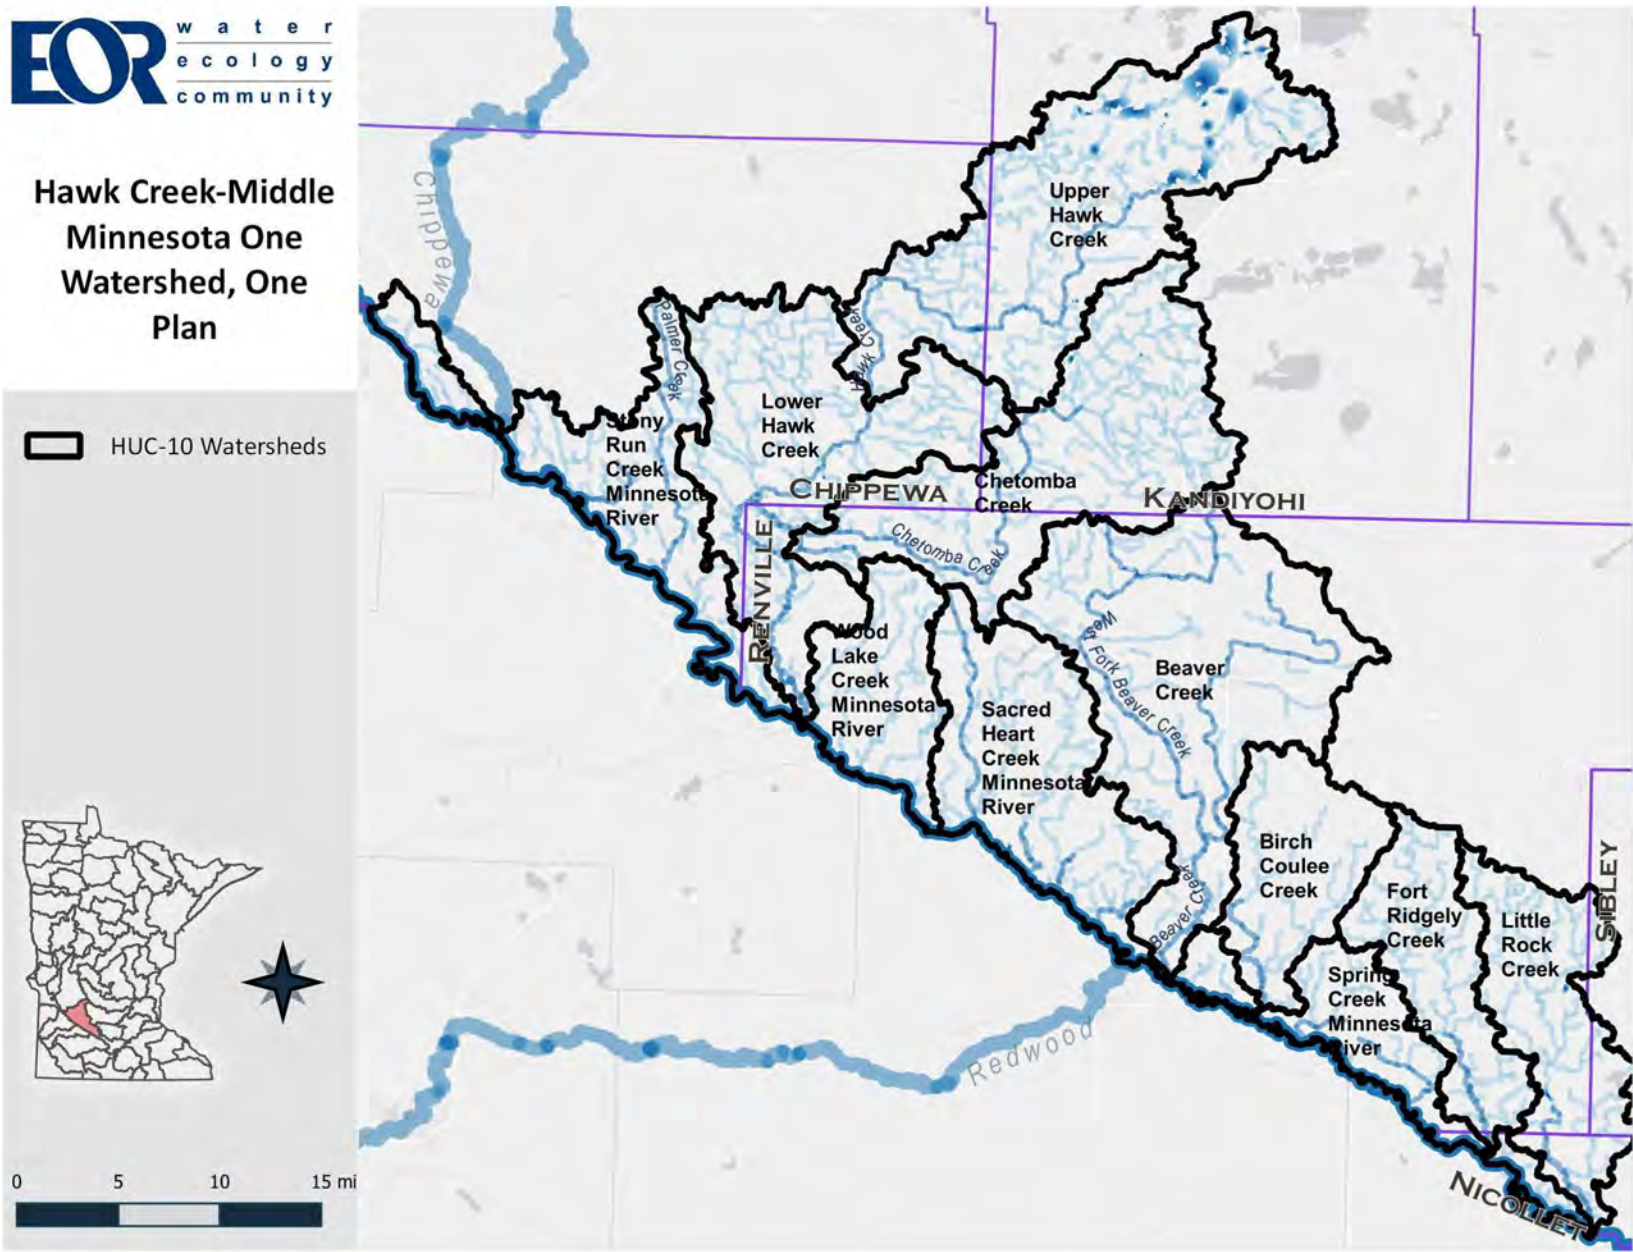 EOR
water
ecology
community
Hawk Creek-Middle
Minnesota One
Watershed, One
Plan
HUC-10 Watersheds
0 5 10 15 mi
Chippewa
Palmer Creek
Hawk Creek
Upper
Hawk
Creek
Lower
Hawk
Creek
Stony
Run
Creek
Minnesota
River
CHIPPEWA
Chetomba
Creek
KANDIYOHI
Chetomba Creek
RENVILLE
Wood
Lake
Creek
Minnesota
River
Sacred
Heart
Creek
Minnesota
River
West Fork Beaver Creek
Beaver
Creek
Beaver Creek
Birch
Coulee
Creek
Fort
Ridgely
Creek
Little
Rock
Creek
SIBLEY
Spring
Creek
Minnesota
River
Redwood
NICOLLET